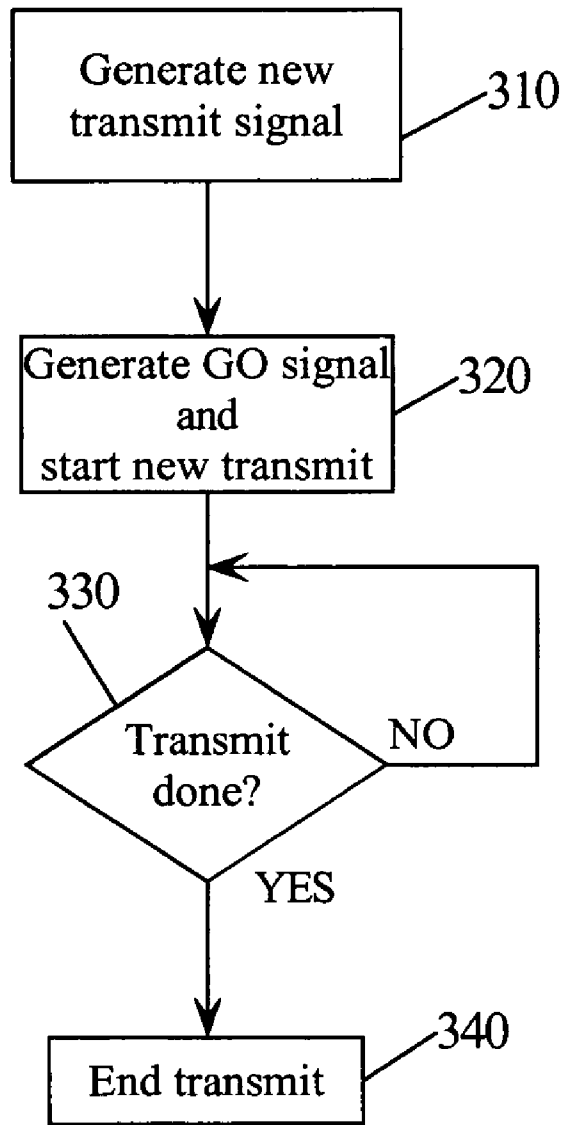 Generate new
transmit signal
310
Generate GO signal
and
start new transmit
320
330
Transmit
done?
NO
YES
End transmit
340